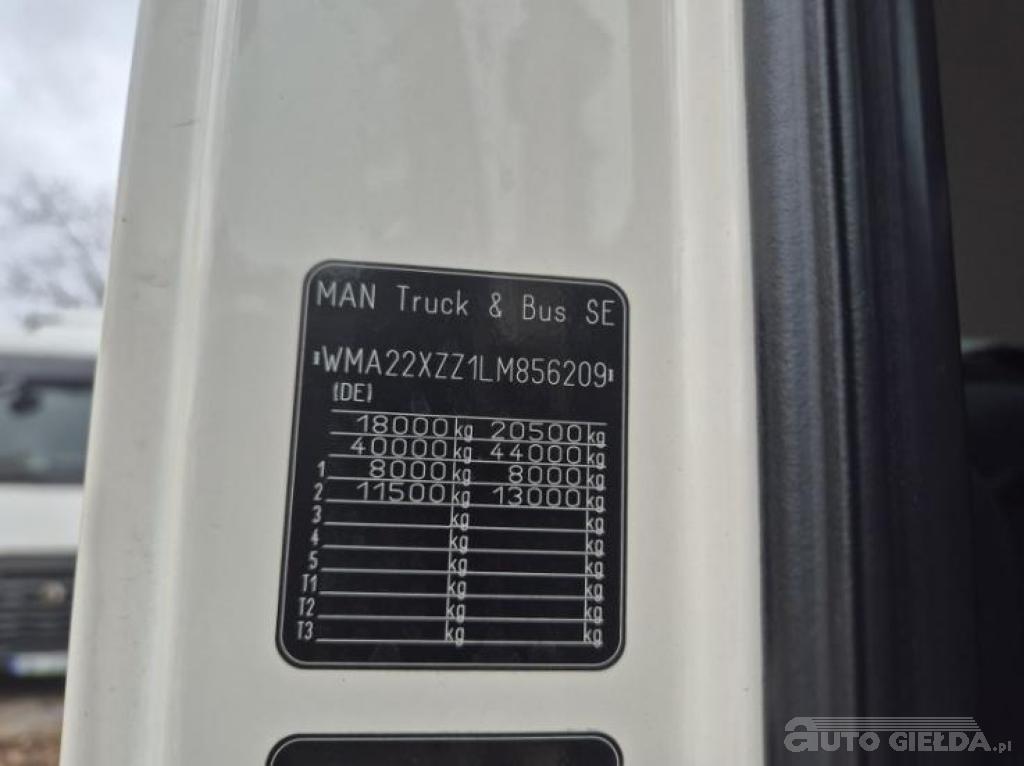 MAN Truck & Bus SE
WMA22XZZ1LM856209
(DE)
18000 kg 20500 kg
40000 kg 44000 kg
1 8000 kg 8000 kg
2 11500 kg 13000 kg
3 kg kg
4 kg kg
5 kg kg
T1 kg kg
T2 kg kg
T3 kg kg
AUTO GIEŁDA.pl